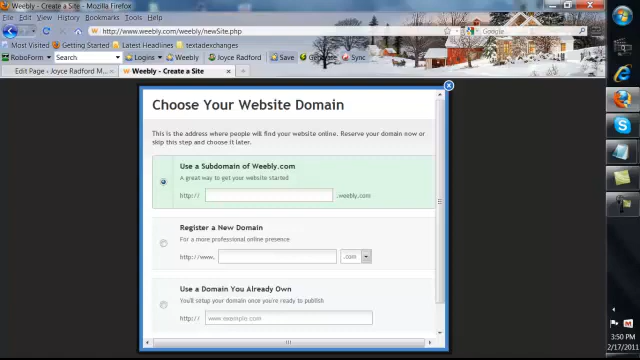 Weebly - Create a Site - Mozilla Firefox
Edit View History Bookmarks Tools Help
http://www.weebly.com/weebly/newSite.php
Google
Most Visited Getting Started Latest Headlines textadexchanges
RoboForm Search Logins Weebly Save Generate Sync
Edit Page ‹ Joyce Radford M... Weebly - Create a Site
Choose Your Website Domain
This is the address where people will find your website online. Reserve your domain now or
skip this step and choose it later.
Use a Subdomain of Weebly.com
A great way to get your website started
http:// .weebly.com
Register a New Domain
For a more professional online presence
http://www. .com
Use a Domain You Already Own
You'll setup your domain once you're ready to publish
http:// www.example.com
3:50 PM
2/17/2011